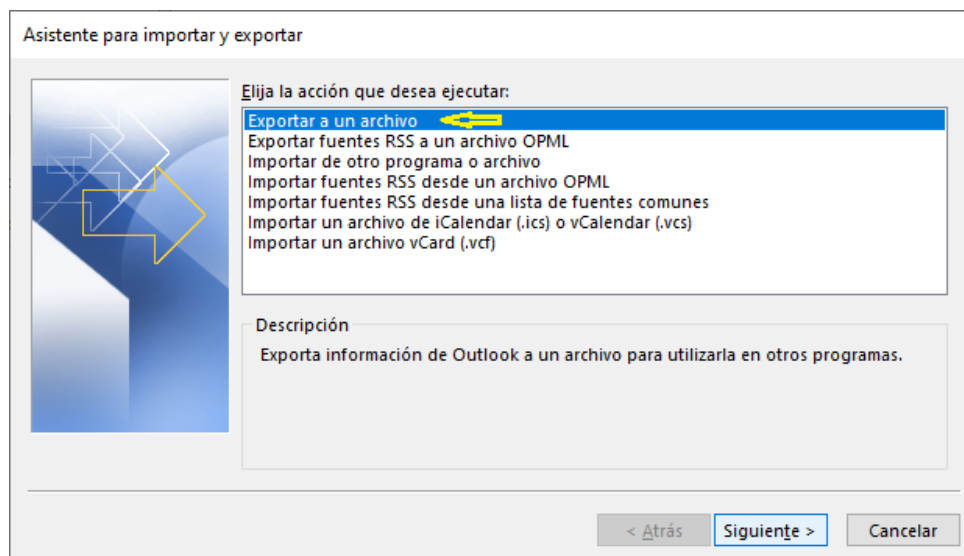 Asistente para importar y exportar
Elija la acción que desea ejecutar:
Exportar a un archivo
Exportar fuentes RSS a un archivo OPML
Importar de otro programa o archivo
Importar fuentes RSS desde un archivo OPML
Importar fuentes RSS desde una lista de fuentes comunes
Importar un archivo de iCalendar (.ics) o vCalendar (.vcs)
Importar un archivo vCard (.vcf)
Descripción
Exporta información de Outlook a un archivo para utilizarla en otros programas.
< Atrás Siguiente > Cancelar